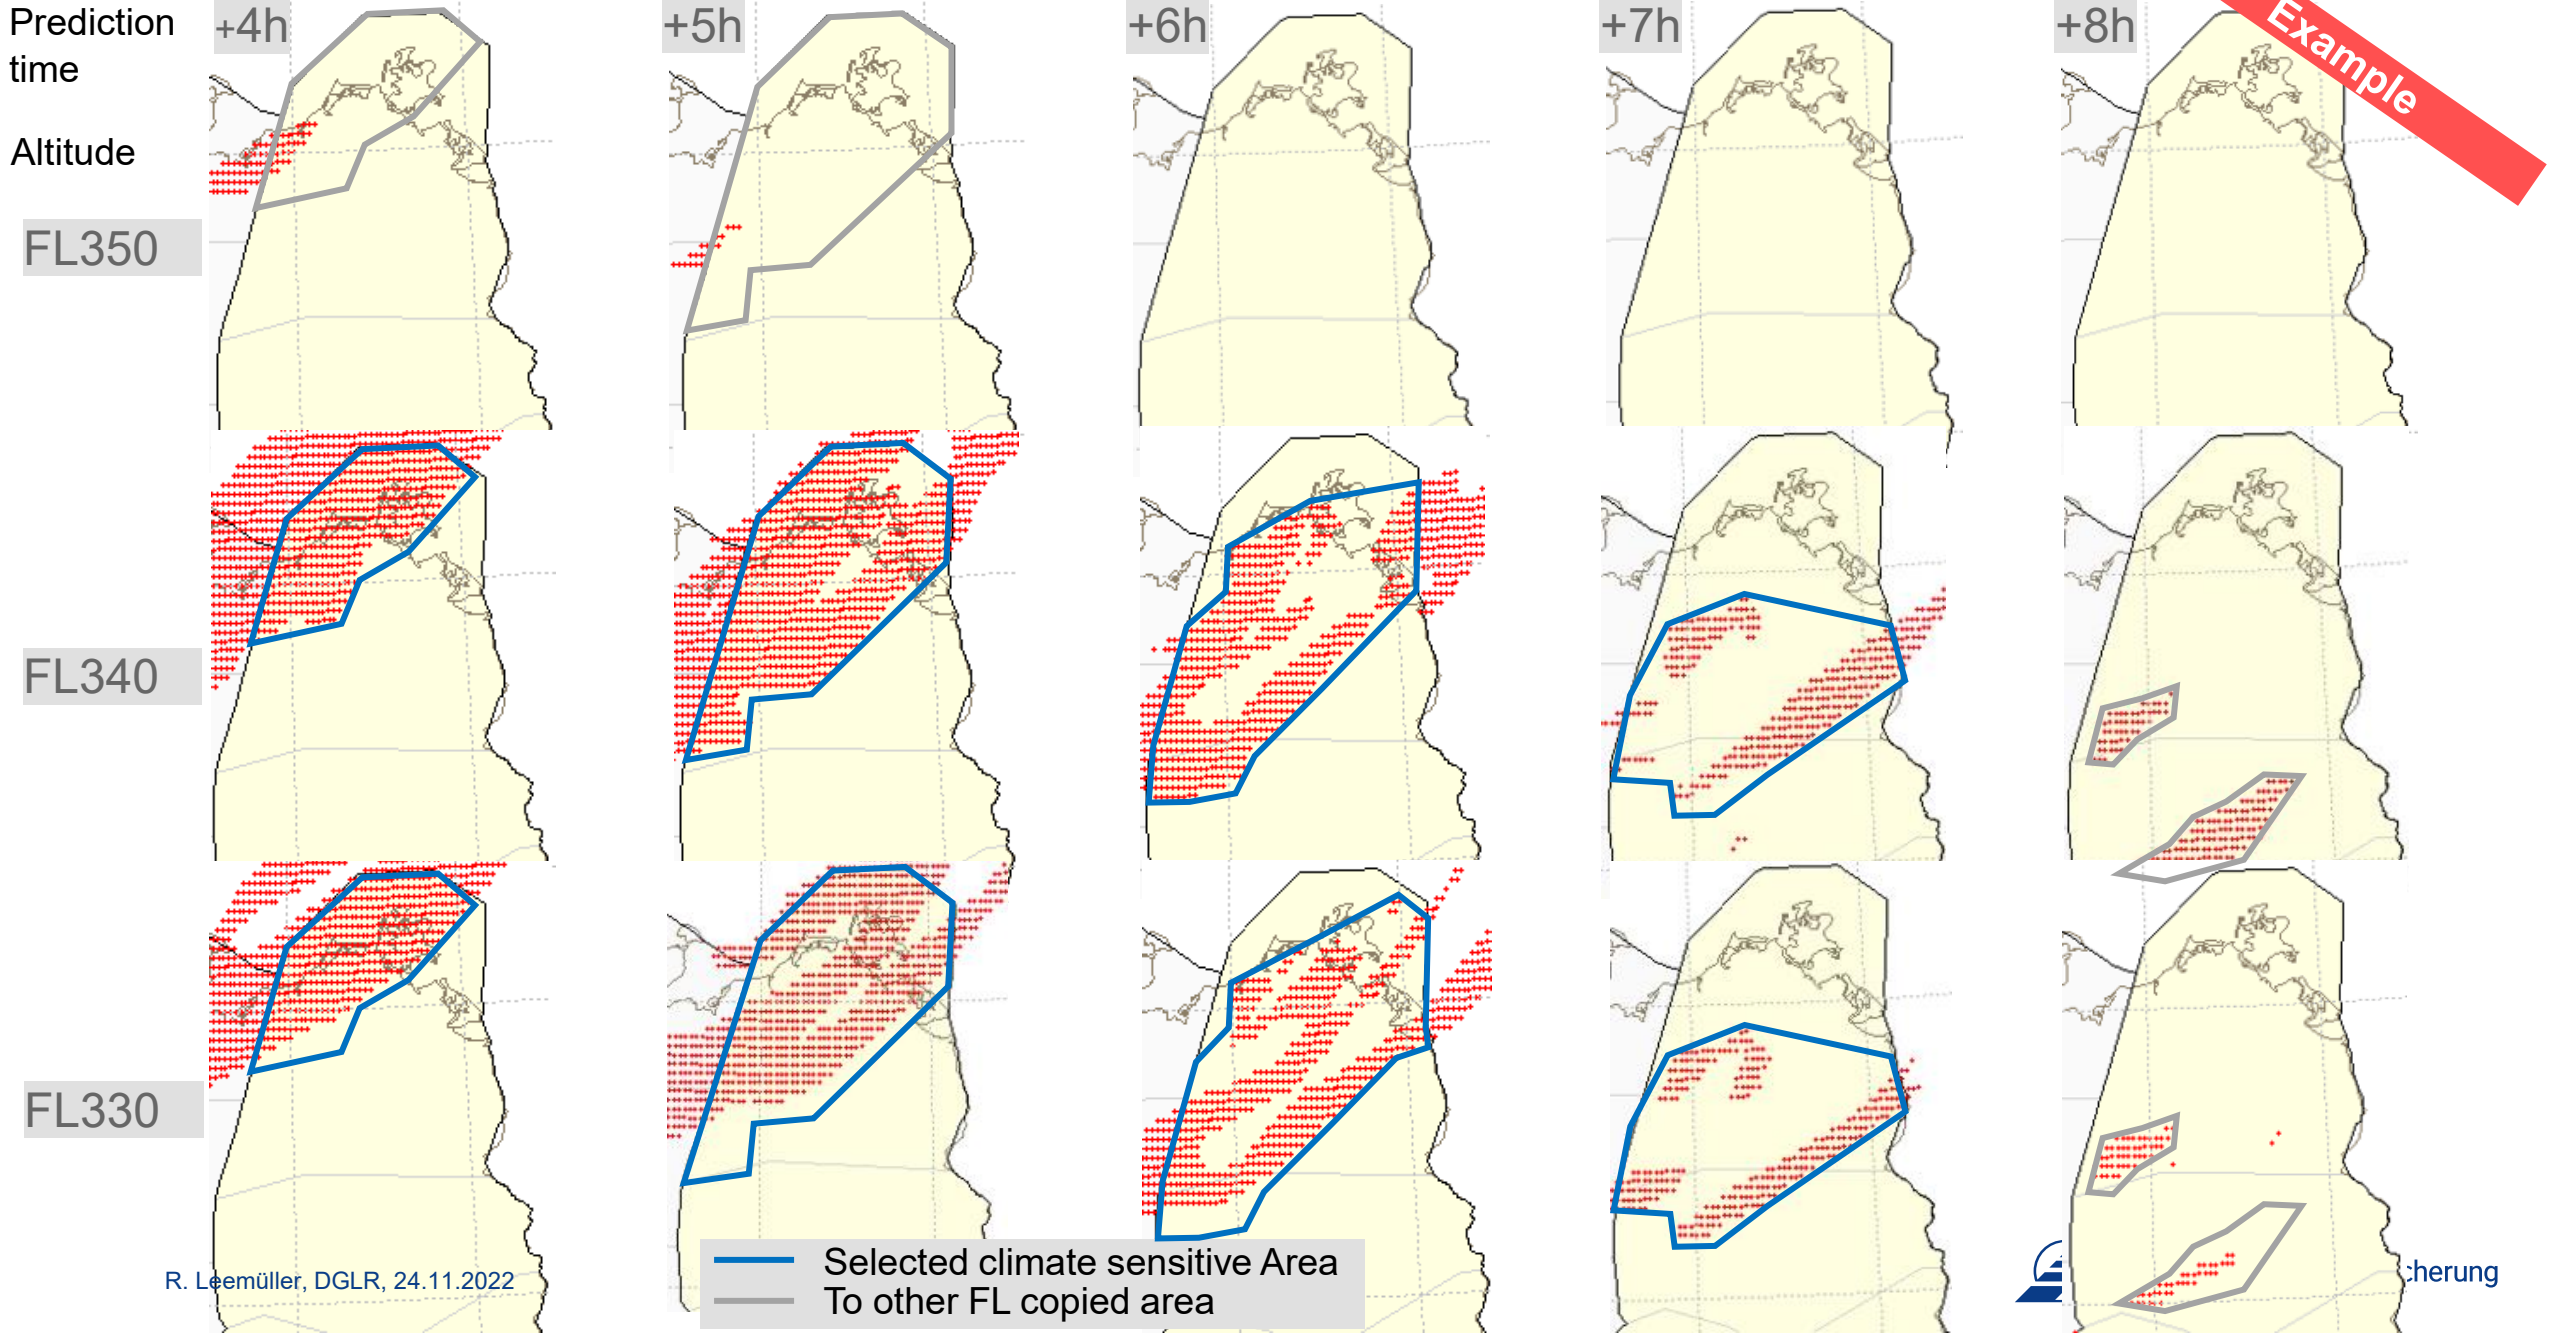 Prediction
time
+4h
+5h
+6h
+7h
+8h
Example
Altitude
FL350
FL340
FL330
Selected climate sensitive Area
To other FL copied area
R. Leemüller, DGLR, 24.11.2022
cherung